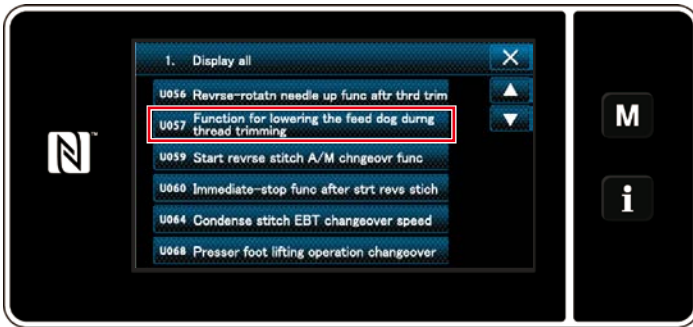 1. Display all
U056 Revrse-rotatn needle up func aftr thrd trim
U057 Function for lowering the feed dog durng
thread trimming
U059 Start revrse stitch A/M chngeovr func
U060 Immediate-stop func after strt revs stich
U064 Condense stitch EBT changeover speed
U068 Presser foot lifting operation changeover
M
i